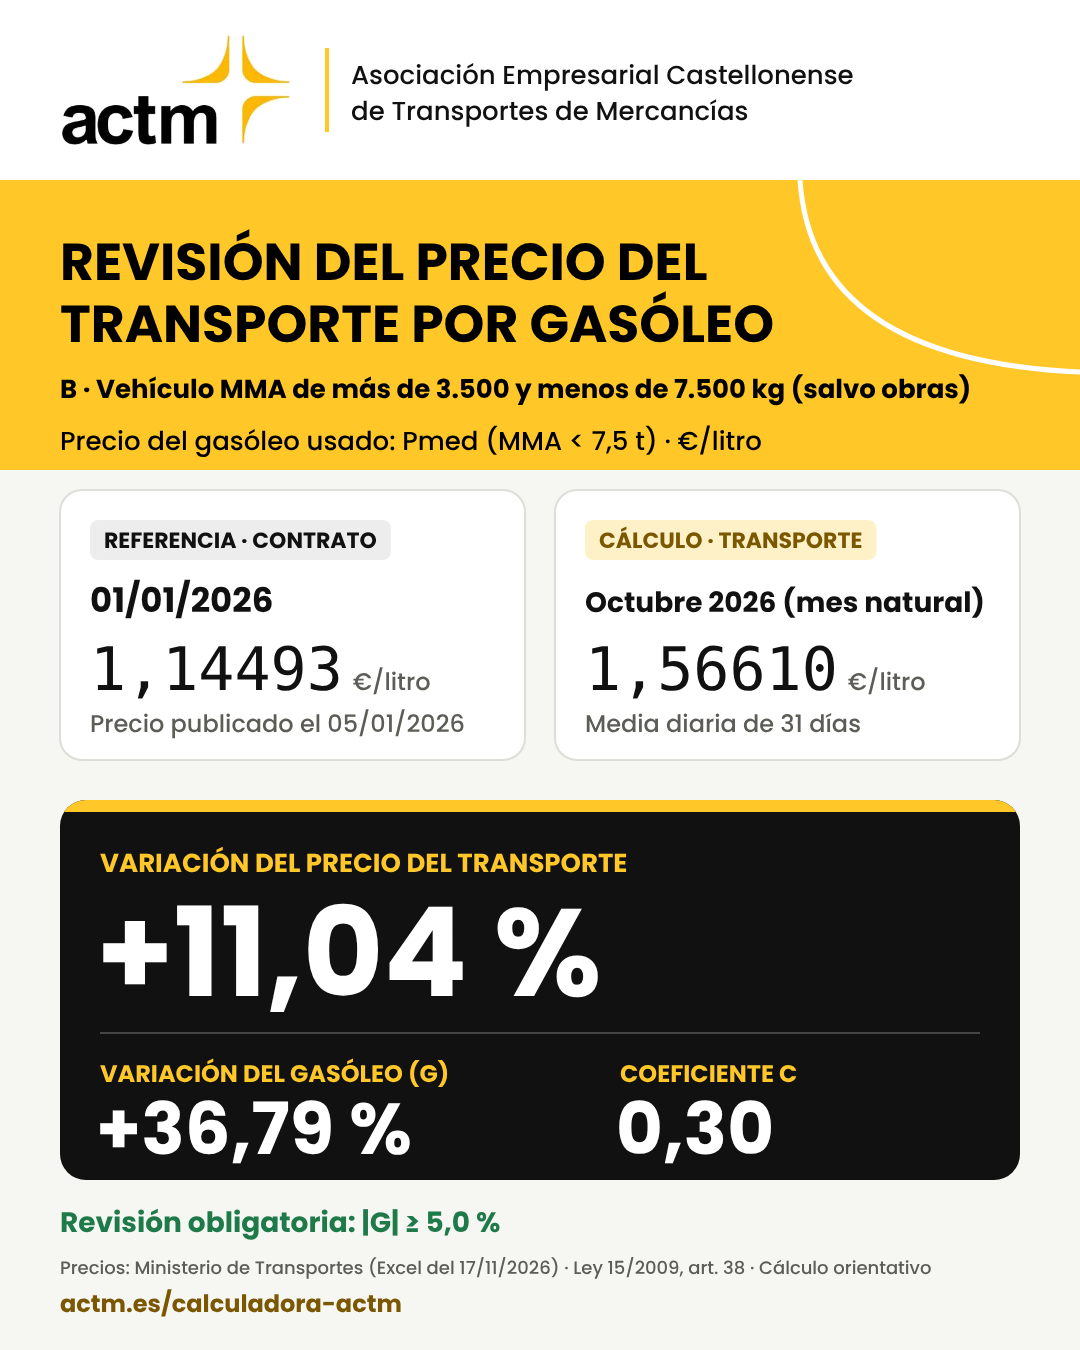 actm
Asociación Empresarial Castellonense
de Transportes de Mercancías
REVISIÓN DEL PRECIO DEL
TRANSPORTE POR GASÓLEO
B · Vehículo MMA de más de 3.500 y menos de 7.500 kg (salvo obras)
Precio del gasóleo usado: Pmed (MMA < 7,5 t) · €/litro
REFERENCIA · CONTRATO
01/01/2026
1,14493 €/litro
Precio publicado el 05/01/2026
CÁLCULO · TRANSPORTE
Octubre 2026 (mes natural)
1,56610 €/litro
Media diaria de 31 días
VARIACIÓN DEL PRECIO DEL TRANSPORTE
+11,04 %
VARIACIÓN DEL GASÓLEO (G)
+36,79 %
COEFICIENTE C
0,30
Revisión obligatoria: |G| ≥ 5,0 %
Precios: Ministerio de Transportes (Excel del 17/11/2026) · Ley 15/2009, art. 38 · Cálculo orientativo
actm.es/calculadora-actm